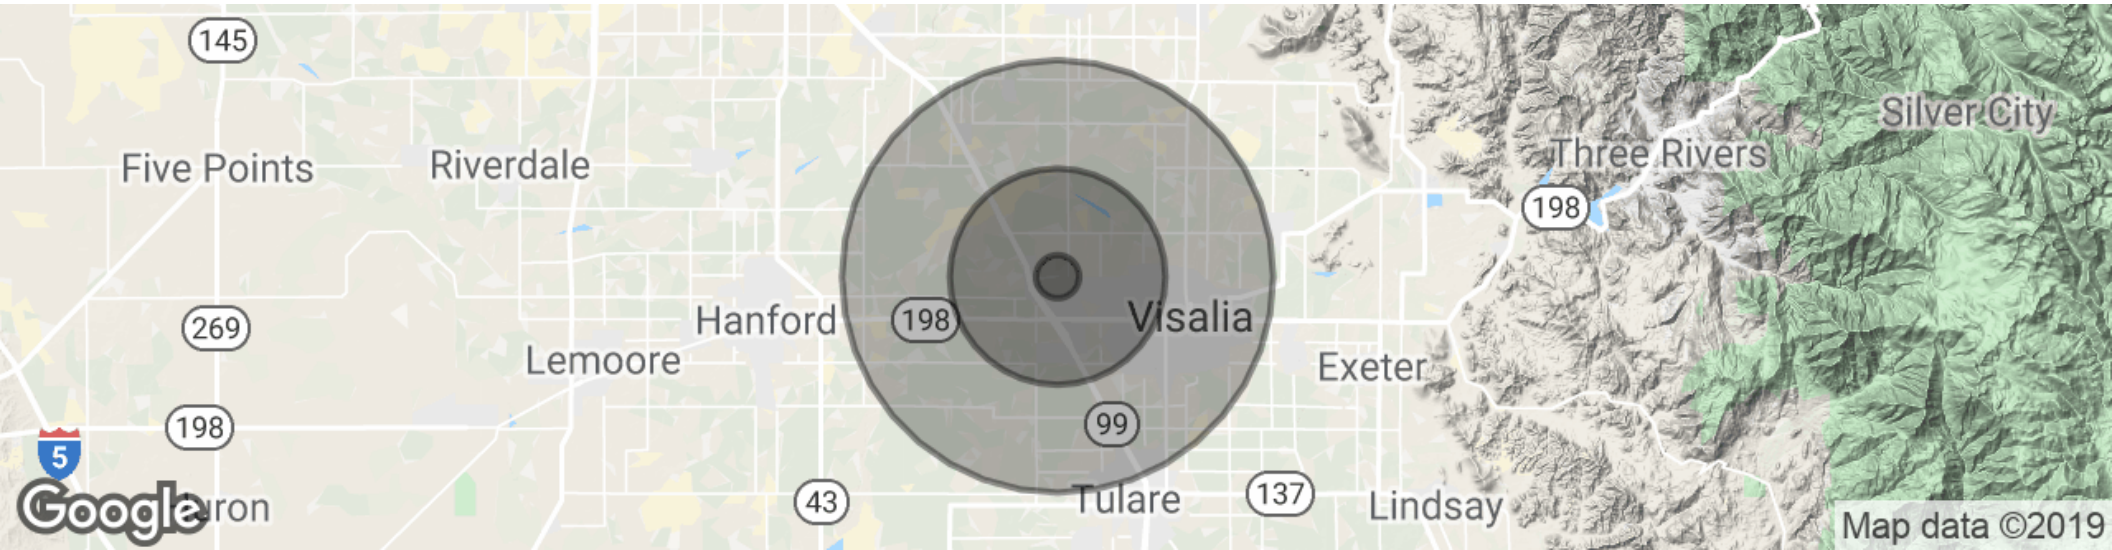 145
Silver City
Three Rivers
Five Points
Riverdale
198
Hanford
198
Visalia
269
Lemoore
Exeter
99
198
5
43
Tulare
137
Lindsay
Google
Map data ©2019